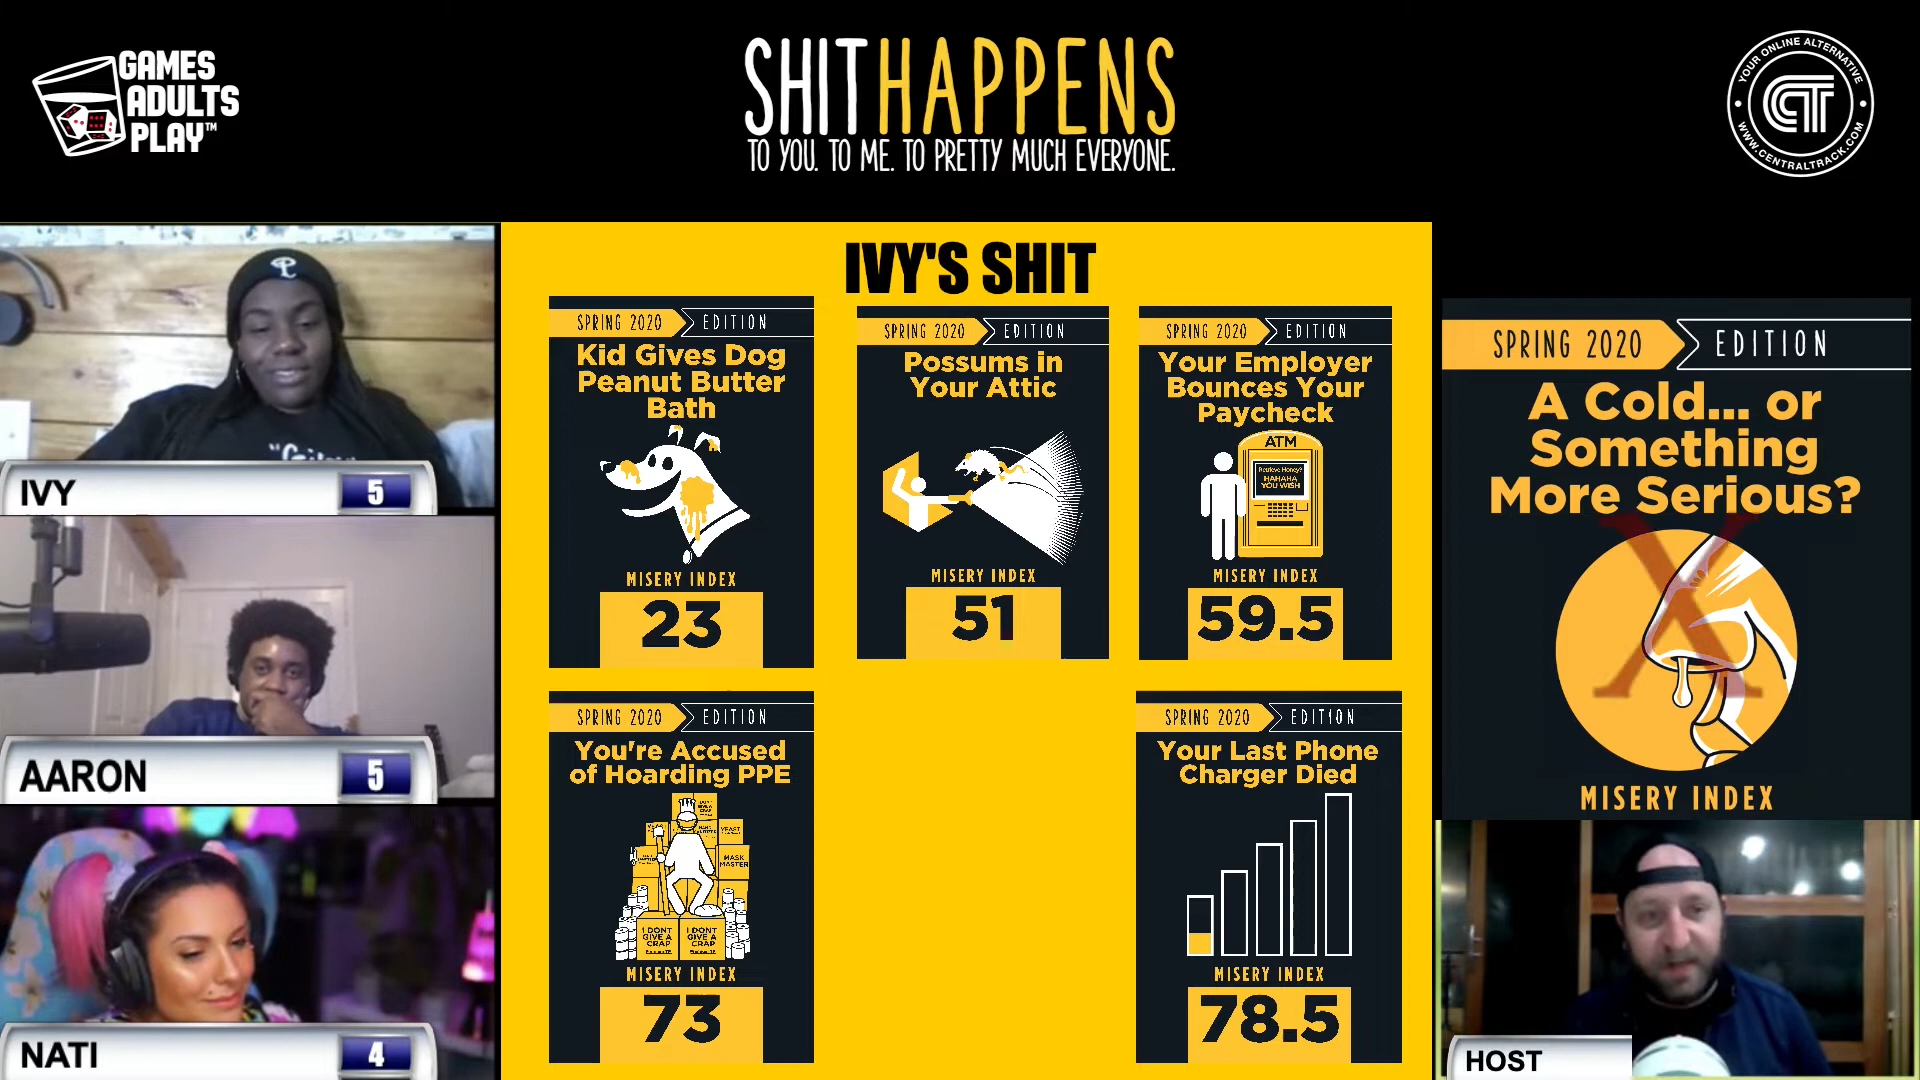 GAMES
ADULTS
PLAY™
SHIT HAPPENS
TO YOU. TO ME. TO PRETTY MUCH EVERYONE.
YOUR ONLINE ALTERNATIVE
CT
WWW.CENTRALTRACK.COM
IVY 5
AARON 5
NATI 4
IVY'S SHIT
SPRING 2020 EDITION
Kid Gives Dog
Peanut Butter
Bath
MISERY INDEX
23
SPRING 2020 EDITION
Possums in
Your Attic
MISERY INDEX
51
SPRING 2020 EDITION
Your Employer
Bounces Your
Paycheck
ATM
Retrieve Money?
HAHAHA
YOU WISH
MISERY INDEX
59.5
SPRING 2020 EDITION
You're Accused
of Hoarding PPE
YEAST
MASK
MASTER
I DONT
GIVE A
CRAP
I DONT
GIVE A
CRAP
MISERY INDEX
73
SPRING 2020 EDITION
Your Last Phone
Charger Died
MISERY INDEX
78.5
SPRING 2020 EDITION
A Cold... or
Something
More Serious?
X
MISERY INDEX
HOST